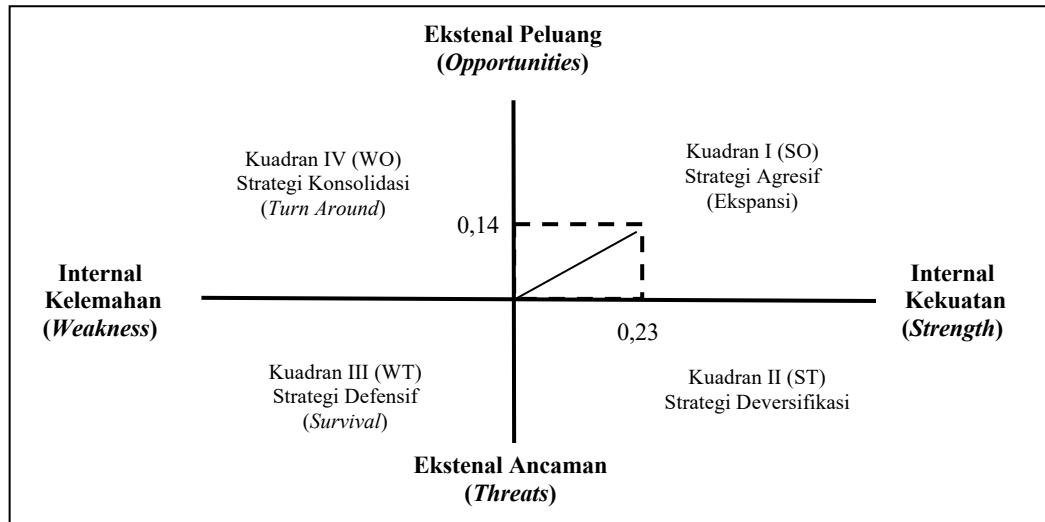 Ekstenal Peluang
(Opportunities)
Kuadran IV (WO)
Strategi Konsolidasi
(Turn Around)
Kuadran I (SO)
Strategi Agresif
(Ekspansi)
0,14
Internal
Kelemahan
(Weakness)
Internal
Kekuatan
(Strength)
0,23
Kuadran III (WT)
Strategi Defensif
(Survival)
Kuadran II (ST)
Strategi Deversifikasi
Ekstenal Ancaman
(Threats)